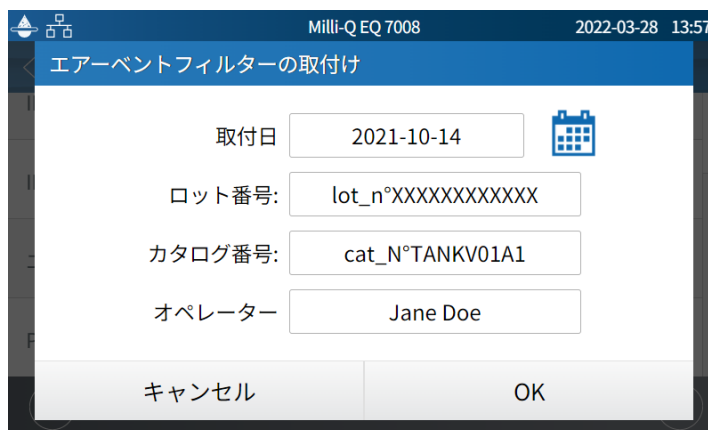 Milli-Q EQ 7008 2022-03-28 13:57
エアーベントフィルターの取付け
取付日 2021-10-14
ロット番号: lot_n°XXXXXXXXXXXX
カタログ番号: cat_N°TANKV01A1
オペレーター Jane Doe
キャンセル OK